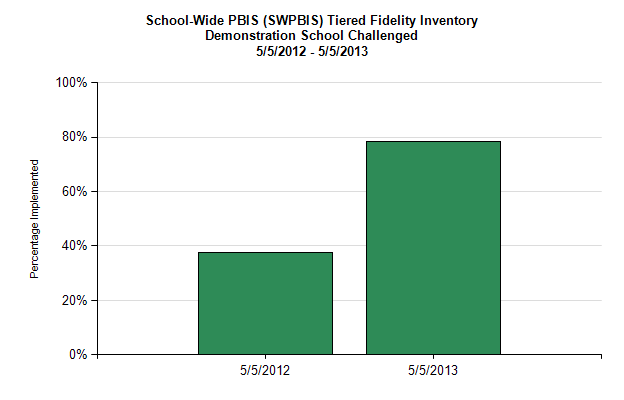 School-Wide PBIS (SWPBIS) Tiered Fidelity Inventory
Demonstration School Challenged
5/5/2012 - 5/5/2013
Percentage Implemented
100%
80%
60%
40%
20%
0%
5/5/2012
5/5/2013